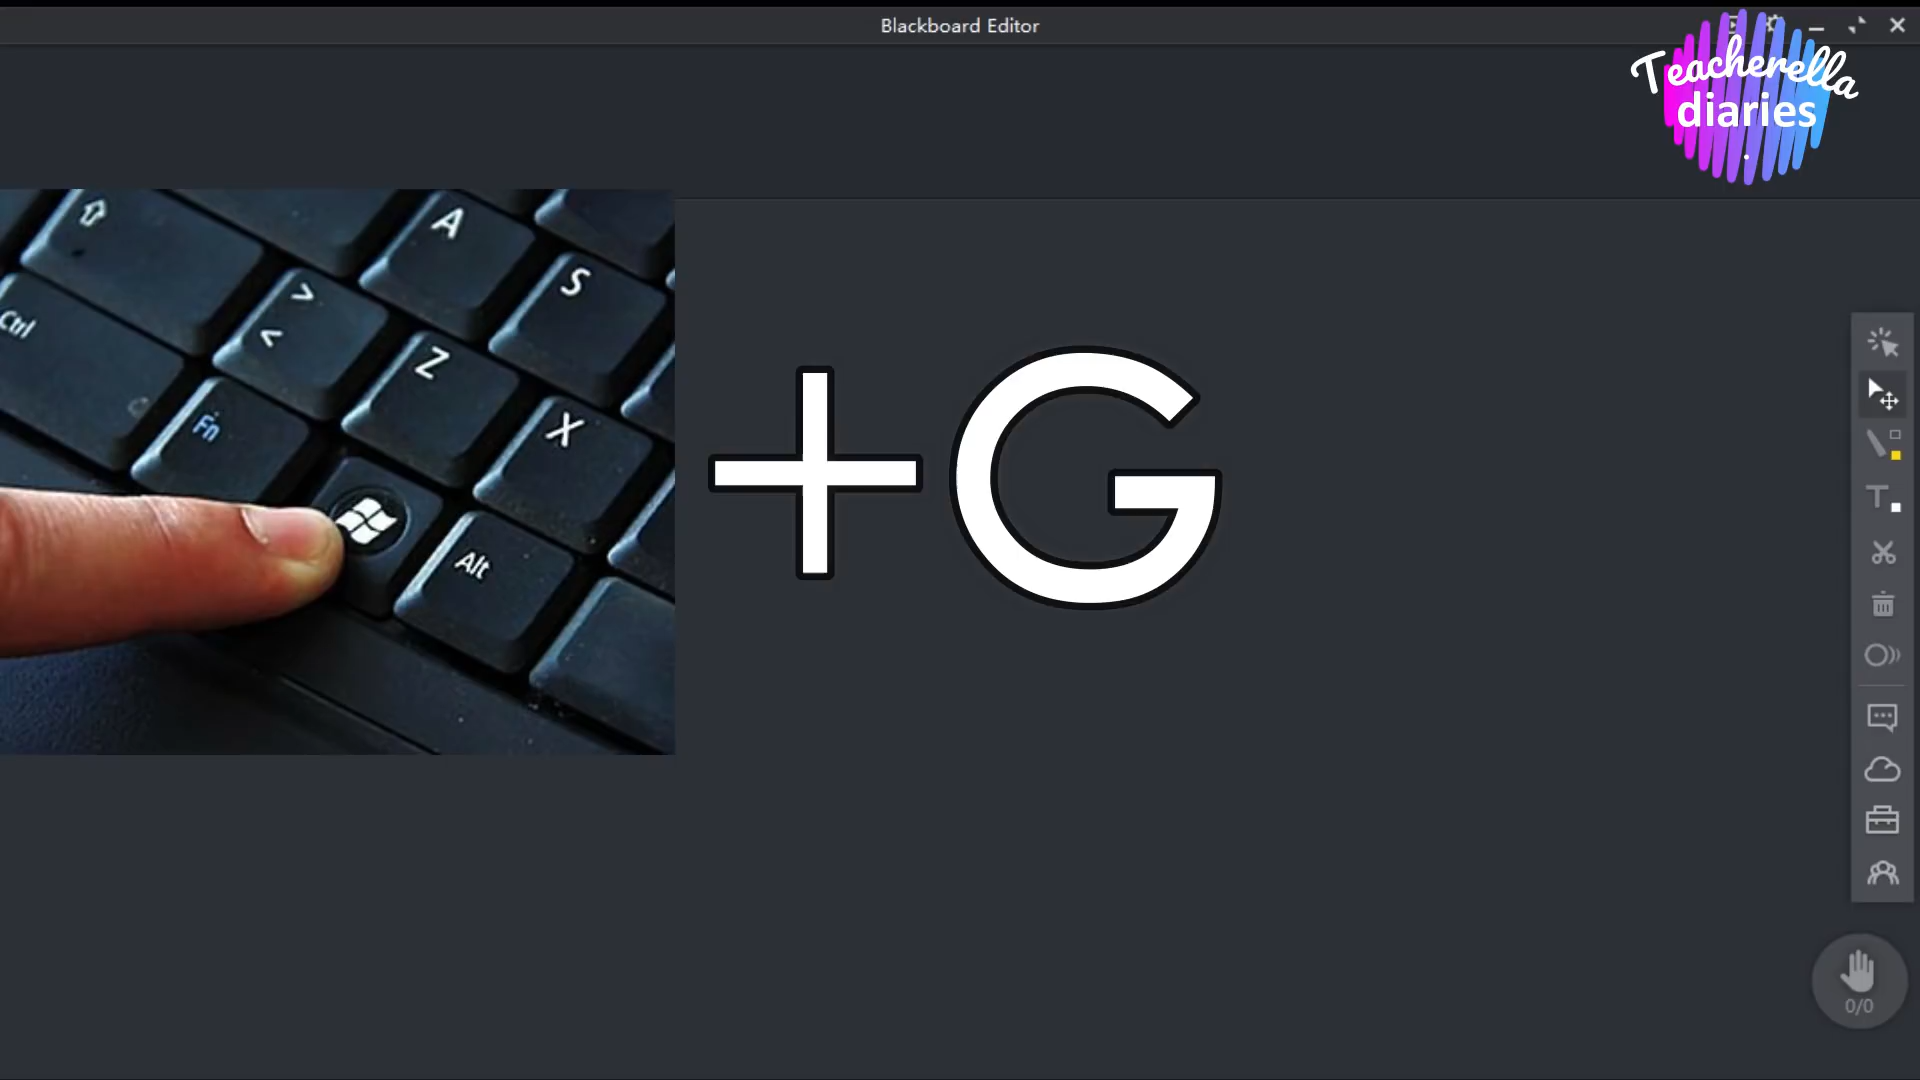 Blackboard Editor
Teacherella
diaries
A
S
>
<
Ctrl
Z
Fn
X
Alt
+G
T
0/0